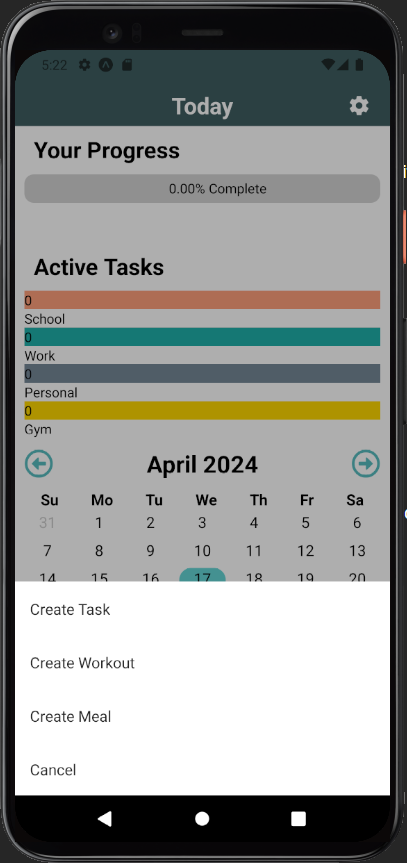 5:22
Today
Your Progress
0.00% Complete
Active Tasks
0
School
0
Work
0
Personal
0
Gym
April 2024
Su Mo Tu We Th Fr Sa
31 1 2 3 4 5 6
7 8 9 10 11 12 13
14 15 16 17 18 19 20
Create Task
Create Workout
Create Meal
Cancel